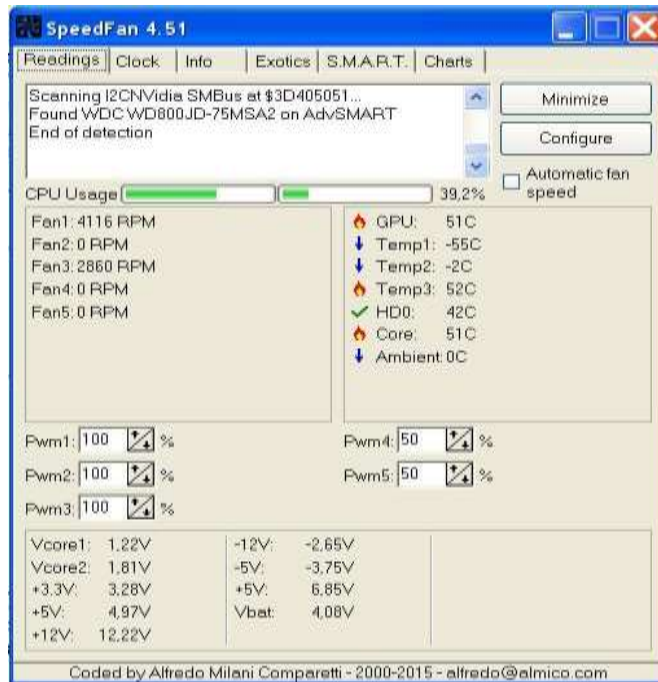 SpeedFan 4.51
Readings Clock Info Exotics S.M.A.R.T. Charts
Scanning I2CNVidia SMBus at $3D405051...
Found WDC WD800JD-75MSA2 on AdvSMART
End of detection
Minimize
Configure
Automatic fan speed
CPU Usage 39,2%
Fan1: 4116 RPM
Fan2: 0 RPM
Fan3: 2860 RPM
Fan4: 0 RPM
Fan5: 0 RPM
GPU: 51C
Temp1: -55C
Temp2: -2C
Temp3: 52C
HD0: 42C
Core: 51C
Ambient: 0C
Pwm1: 100 %
Pwm2: 100 %
Pwm3: 100 %
Pwm4: 50 %
Pwm5: 50 %
Vcore1: 1,22V
Vcore2: 1,81V
+3.3V: 3,28V
+5V: 4,97V
+12V: 12,22V
-12V: -2,65V
-5V: -3,75V
+5V: 6,85V
Vbat: 4,08V
Coded by Alfredo Milani Comparetti - 2000-2015 - alfredo@almico.com